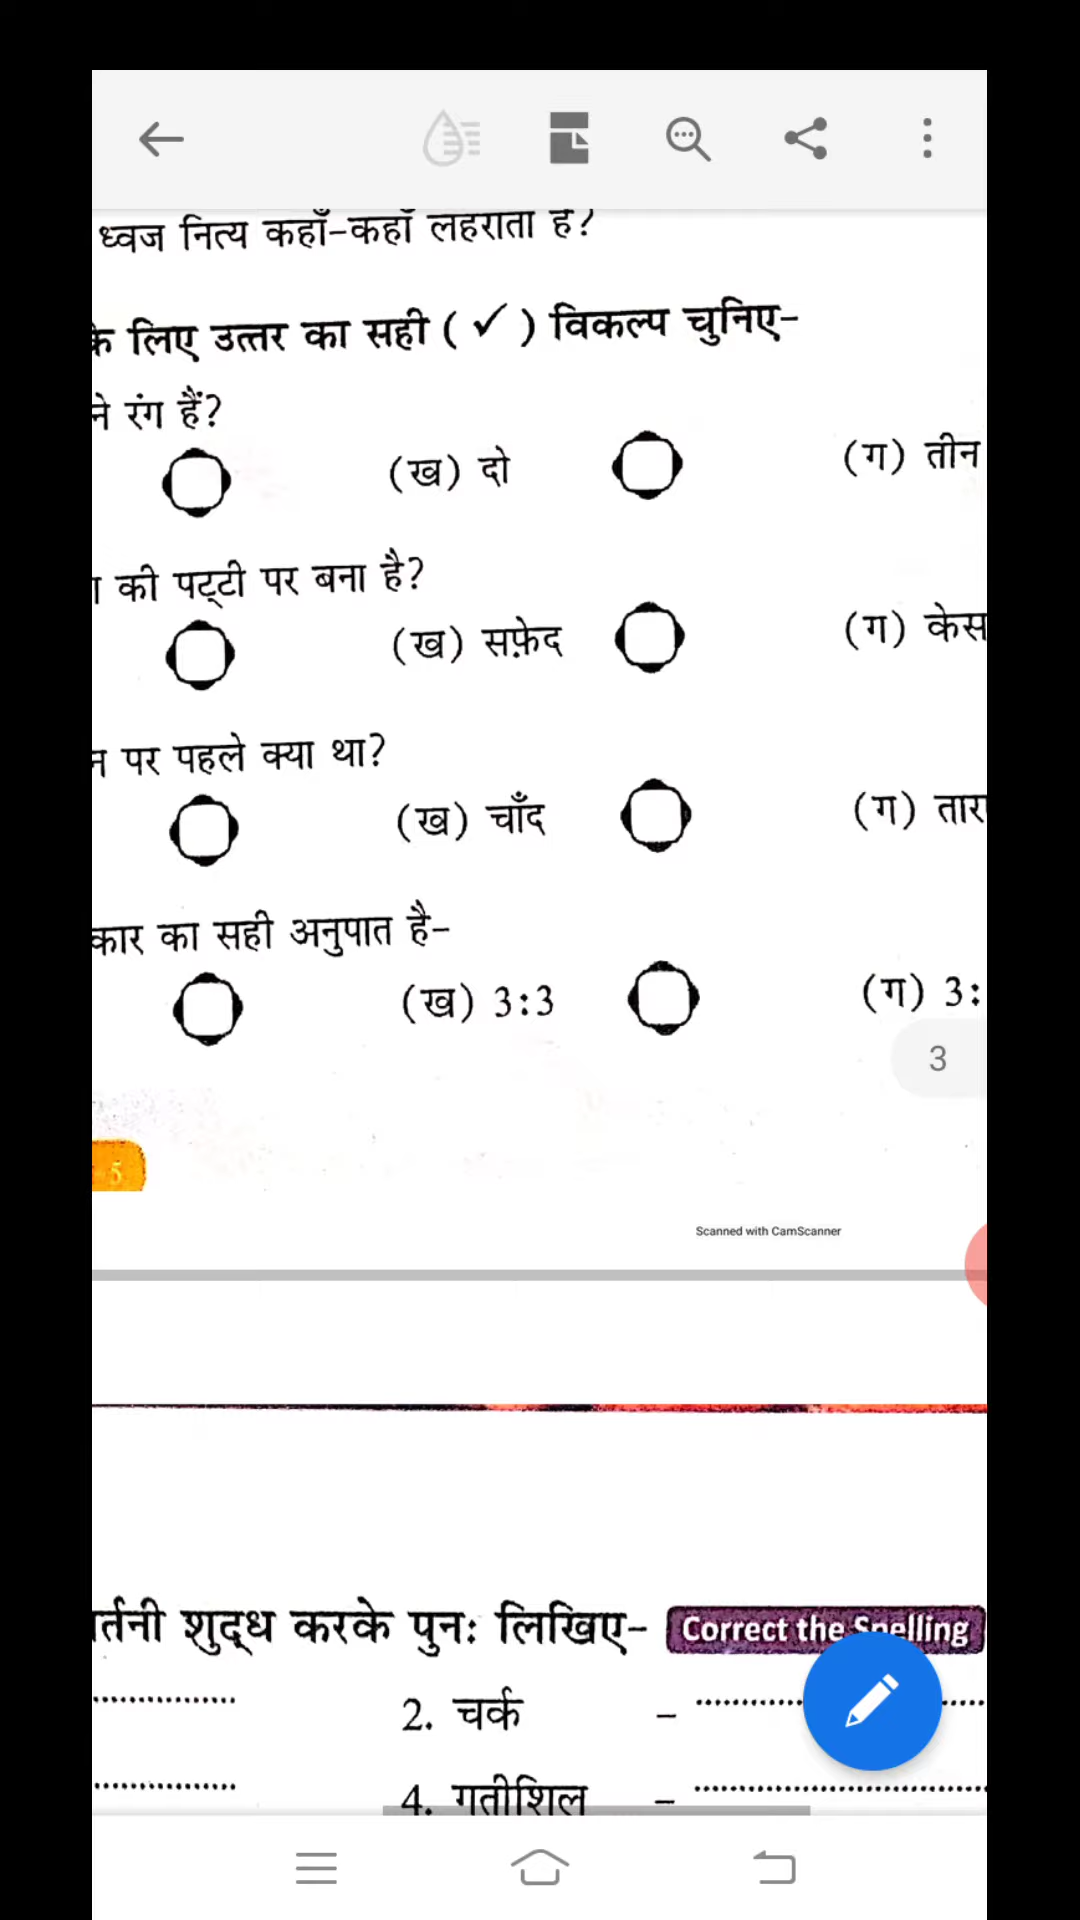 ध्वज नित्य कहाँ-कहाँ लहराता है?
के लिए उत्तर का सही ( ✓ ) विकल्प चुनिए-
ने रंग हैं?
(ख) दो (ग) तीन
की पट्टी पर बना है?
(ख) सफ़ेद (ग) केस
न पर पहले क्या था?
(ख) चाँद (ग) तार
कार का सही अनुपात है-
(ख) 3:3 (ग) 3:
3
5
Scanned with CamScanner
र्तनी शुद्ध करके पुनः लिखिए- Correct the Spelling
2. चर्क –
4. गतीशिल –